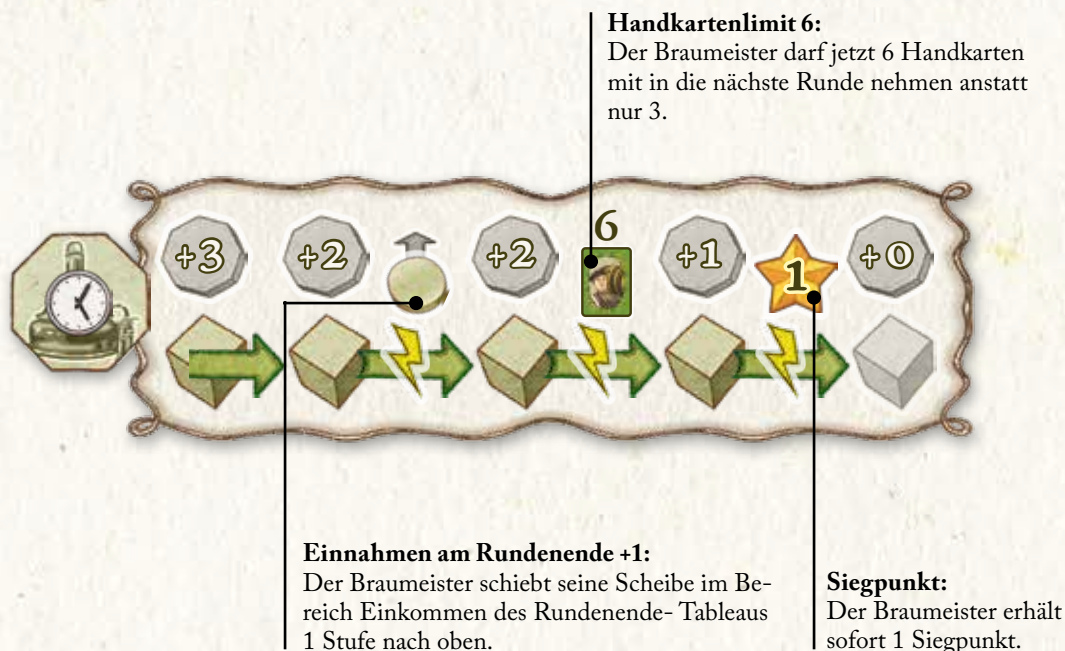 Handkartenlimit 6:
Der Braumeister darf jetzt 6 Handkarten
mit in die nächste Runde nehmen anstatt
nur 3.
+3 +2 +2 6 +1 1 +0
Einnahmen am Rundenende +1:
Der Braumeister schiebt seine Scheibe im Be-
reich Einkommen des Rundenende- Tableaus
1 Stufe nach oben.
Siegpunkt:
Der Braumeister erhält
sofort 1 Siegpunkt.